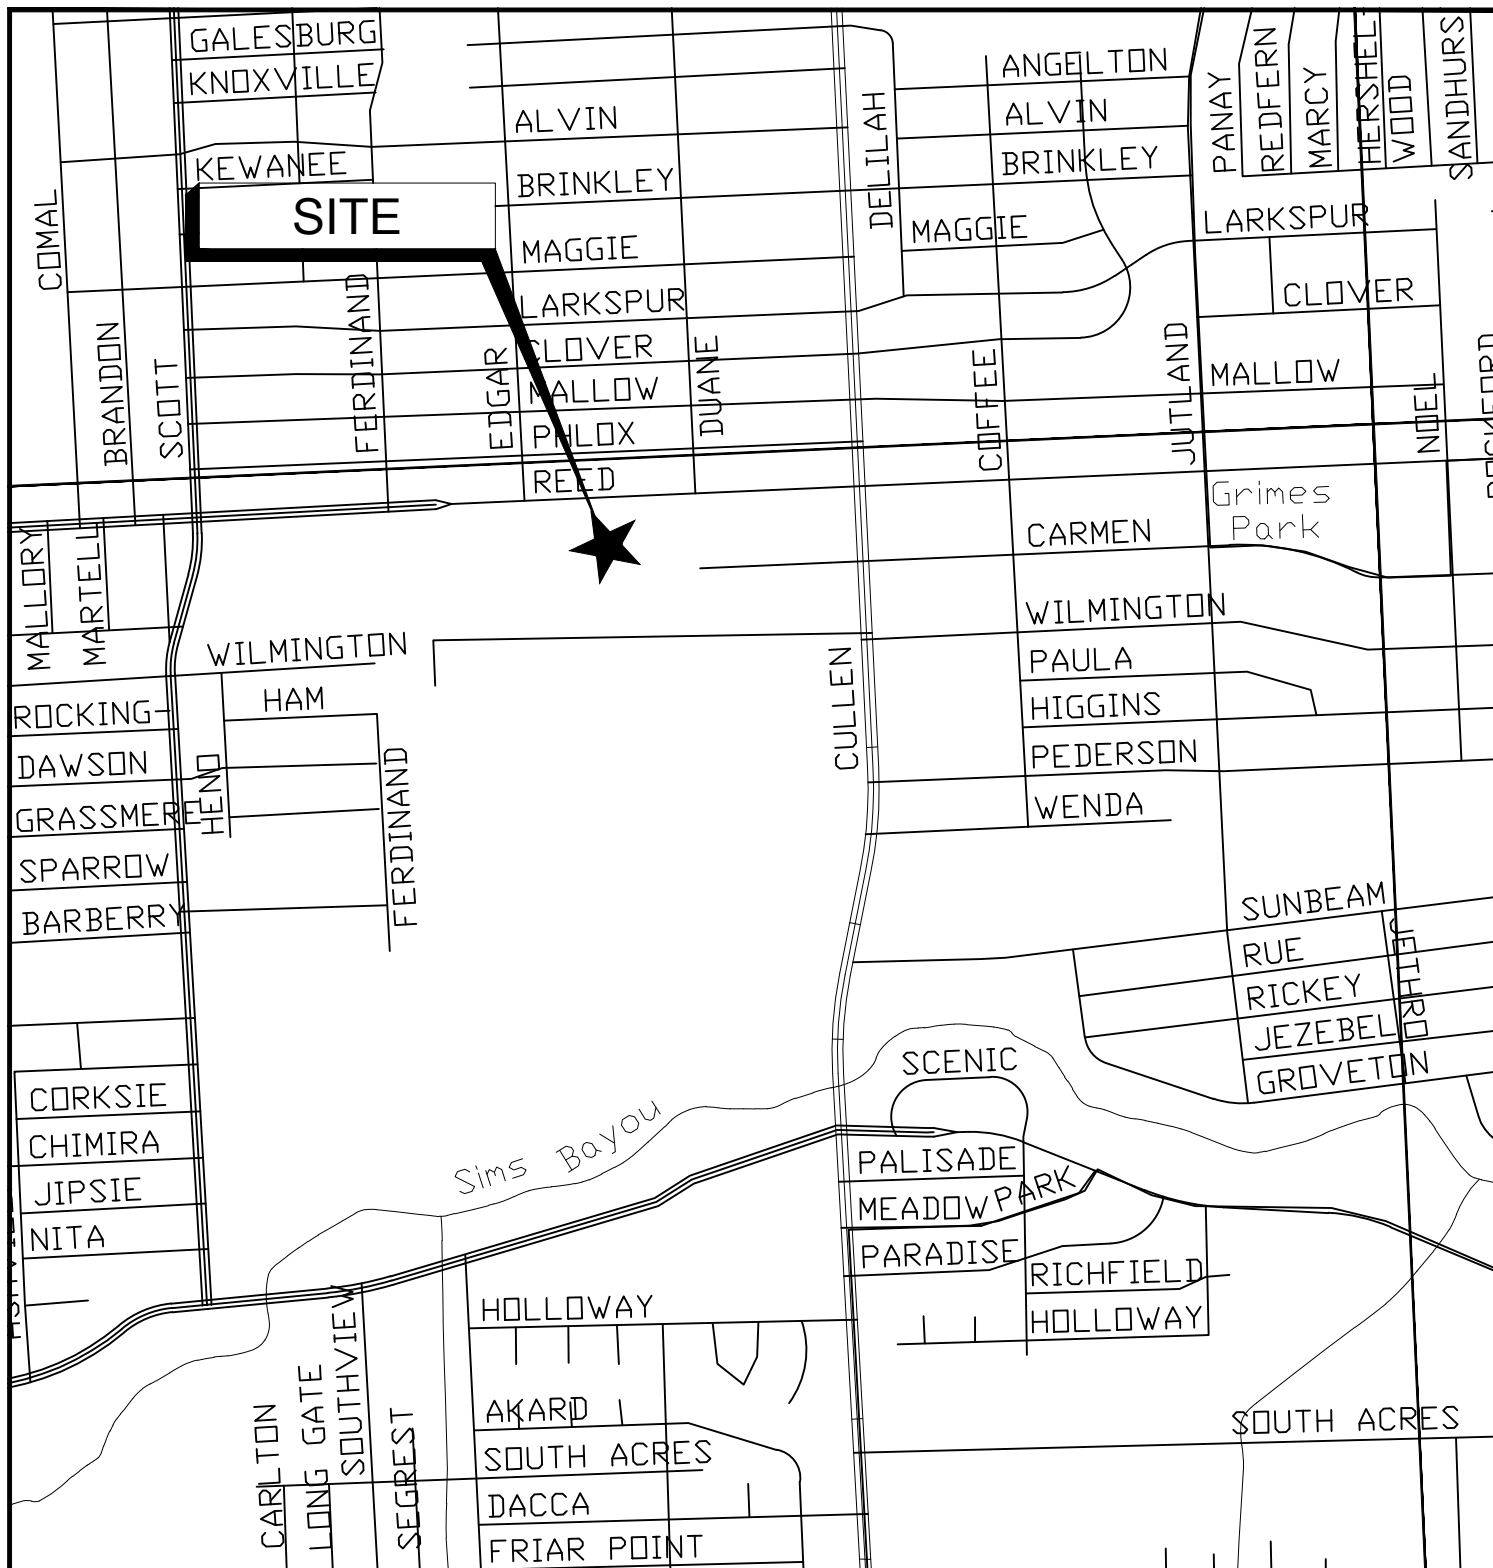 GALESBURG
KNOXVILLE
KEWANEE
SITE
ALVIN
BRINKLEY
MAGGIE
LARKSPUR
CLOVER
MALLOW
PHLOX
REED
COMAL
BRANDON
SCOTT
FERDINAND
EDGAR
DUANE
DELILAH
ANGELTON
ALVIN
BRINKLEY
MAGGIE
COFFEE
JUTLAND
PANAY
REDFERN
MARCY
HERSHEL-
WOOD
SANDHURS
LARKSPUR
CLOVER
MALLOW
NOEL
Grimes
Park
MALLORY
MARTELL
CARMEN
WILMINGTON
PAULA
HIGGINS
PEDERSON
WENDA
CULLEN
WILMINGTON
HAM
HENO
FERDINAND
ROCKING-
DAWSON
GRASSMERE
SPARROW
BARBERRY
SUNBEAM
RUE
RICKEY
JEZEBEL
GROVETON
JETHRO
CORKSIE
CHIMIRA
JIPSIE
NITA
Sims Bayou
SCENIC
PALISADE
MEADOW PARK
PARADISE
RICHFIELD
HOLLOWAY
HOLLOWAY
AKARD
SOUTH ACRES
DACCA
FRIAR POINT
CARLTON
LONG GATE
SOUTHVIEW
SEGREST
SOUTH ACRES